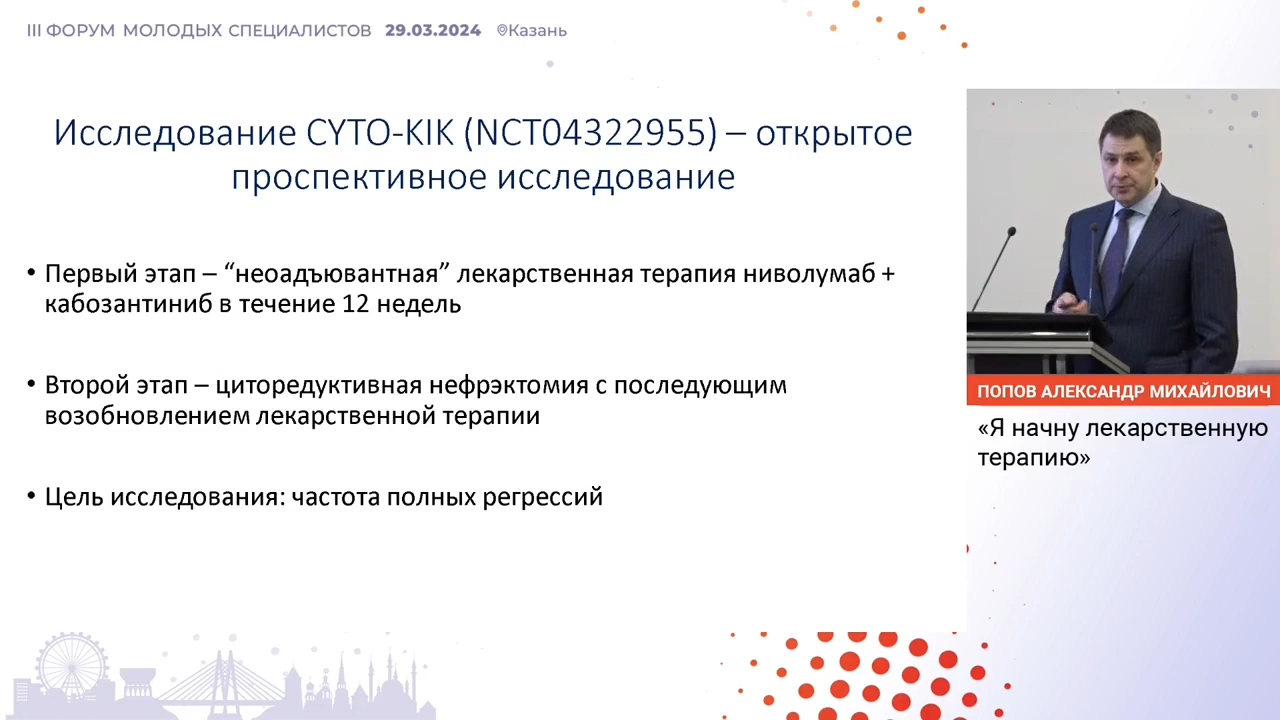 III ФОРУМ МОЛОДЫХ СПЕЦИАЛИСТОВ 29.03.2024 Казань
Исследование CYTO-KIK (NCT04322955) – открытое
проспективное исследование
• Первый этап – “неоадъювантная” лекарственная терапия ниволумаб +
кабозантиниб в течение 12 недель
• Второй этап – циторедуктивная нефрэктомия с последующим
возобновлением лекарственной терапии
• Цель исследования: частота полных регрессий
ПОПОВ АЛЕКСАНДР МИХАЙЛОВИЧ
«Я начну лекарственную
терапию»